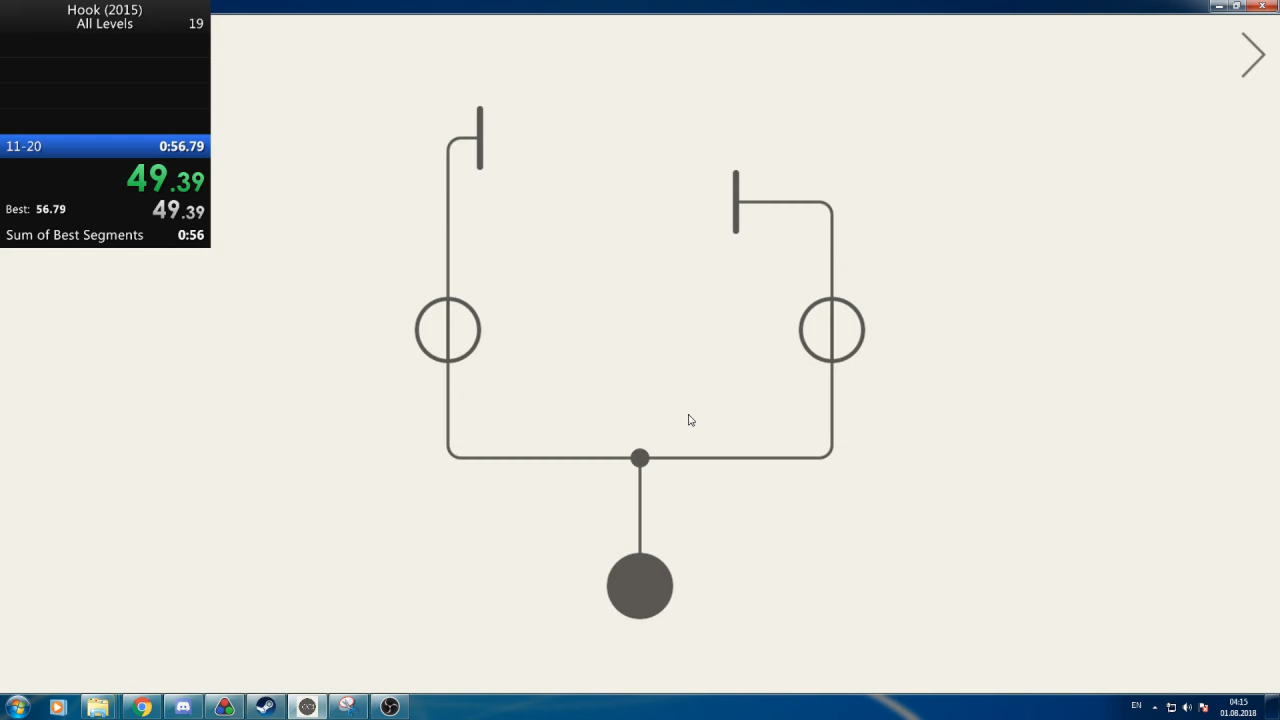 Hook (2015)
All Levels 19
11-20 0:56.79
49.39
Best: 56.79 49.39
Sum of Best Segments 0:56
EN
04:15
01.08.2018